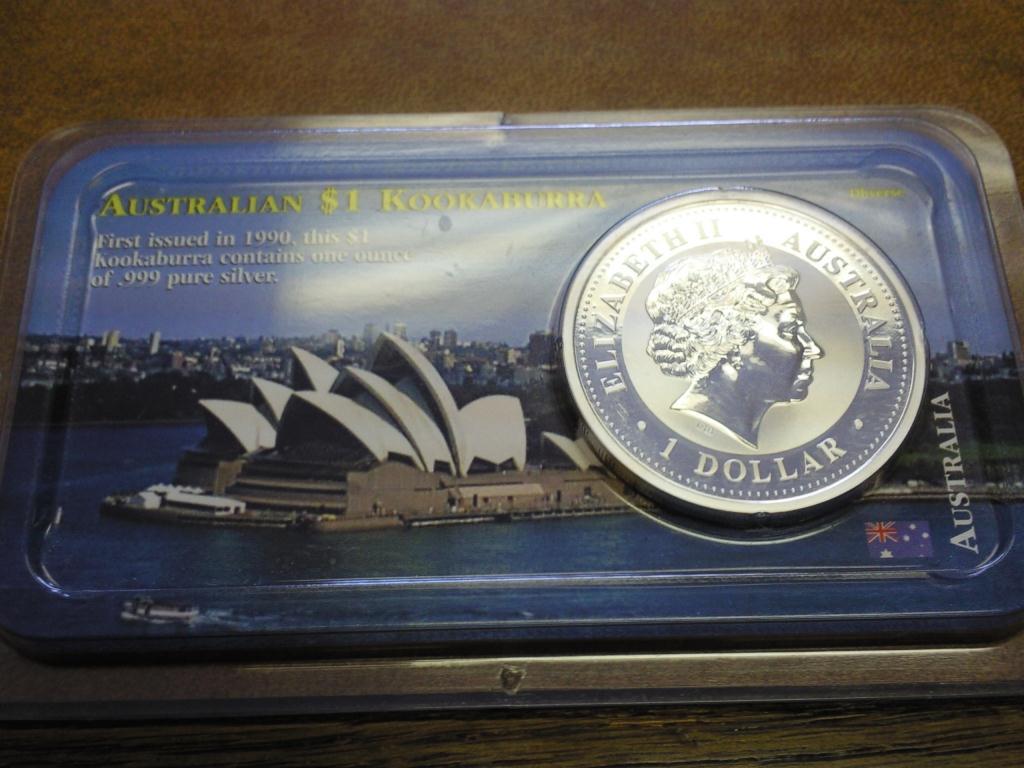 AUSTRALIAN $1 KOOKABURRA
Obverse
First issued in 1990, this $1
Kookaburra contains one ounce
of .999 pure silver.
ELIZABETH II AUSTRALIA
• 1 DOLLAR •
AUSTRALIA